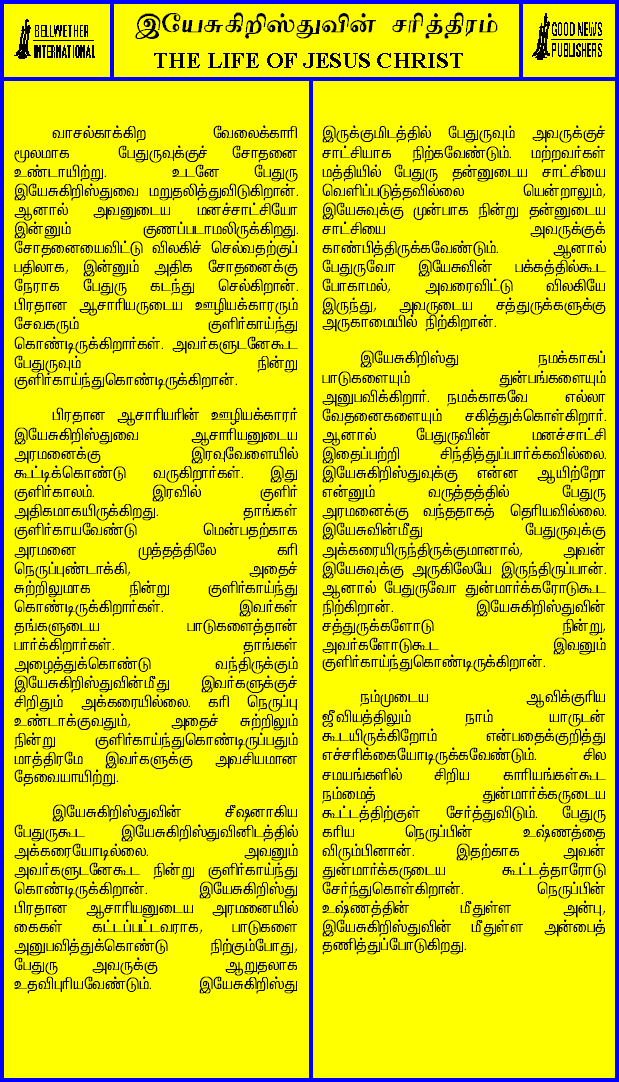 BELLWETHER
INTERNATIONAL
இயேசுகிறிஸ்துவின் சரித்திரம்
THE LIFE OF JESUS CHRIST
GOOD NEWS
PUBLISHERS
வாசல்காக்கிற வேலைக்காரி
மூலமாக பேதுருவுக்குச் சோதனை
உண்டாயிற்று. உடனே பேதுரு
இயேசுகிறிஸ்துவை மறுதலித்துவிடுகிறான்.
ஆனால் அவனுடைய மனச்சாட்சியோ
இன்னும் குணப்படாமலிருக்கிறது.
சோதனையைவிட்டு விலகிச் செல்வதற்குப்
பதிலாக, இன்னும் அதிக சோதனைக்கு
நேராக பேதுரு கடந்து செல்கிறான்.
பிரதான ஆசாரியருடைய ஊழியக்காரரும்
சேவகரும் குளிர்காய்ந்து
கொண்டிருக்கிறார்கள். அவர்களுடனேகூட
பேதுருவும் நின்று
குளிர்காய்ந்துகொண்டிருக்கிறான்.
பிரதான ஆசாரியரின் ஊழியக்காரர்
இயேசுகிறிஸ்துவை ஆசாரியனுடைய
அரமனைக்கு இரவுவேளையில்
கூட்டிக்கொண்டு வருகிறார்கள். இது
குளிர்காலம். இரவில் குளிர்
அதிகமாகயிருக்கிறது. தாங்கள்
குளிர்காயவேண்டு மென்பதற்காக
அரமனை முத்தத்திலே கரி
நெருப்புண்டாக்கி, அதைச்
சுற்றிலுமாக நின்று குளிர்காய்ந்து
கொண்டிருக்கிறார்கள். இவர்கள்
தங்களுடைய பாடுகளைத்தான்
பார்க்கிறார்கள். தாங்கள்
அழைத்துக்கொண்டு வந்திருக்கும்
இயேசுகிறிஸ்துவின்மீது இவர்களுக்குச்
சிறிதும் அக்கரையில்லை. கரி நெருப்பு
உண்டாக்குவதும், அதைச் சுற்றிலும்
நின்று குளிர்காய்ந்துகொண்டிருப்பதும்
மாத்திரமே இவர்களுக்கு அவசியமான
தேவையாயிற்று.
இயேசுகிறிஸ்துவின் சீஷனாகிய
பேதுருகூட இயேசுகிறிஸ்துவினிடத்தில்
அக்கரையோடில்லை. அவனும்
அவர்களுடனேகூட நின்று குளிர்காய்ந்து
கொண்டிருக்கிறான். இயேசுகிறிஸ்து
பிரதான ஆசாரியனுடைய அரமனையில்
கைகள் கட்டப்பட்டவராக, பாடுகளை
அனுபவித்துக்கொண்டு நிற்கும்போது,
பேதுரு அவருக்கு ஆறுதலாக
உதவிபுரியவேண்டும். இயேசுகிறிஸ்து
இருக்குமிடத்தில் பேதுருவும் அவருக்குச்
சாட்சியாக நிற்கவேண்டும். மற்றவர்கள்
மத்தியில் பேதுரு தன்னுடைய சாட்சியை
வெளிப்படுத்தவில்லை யென்றாலும்,
இயேசுவுக்கு முன்பாக நின்று தன்னுடைய
சாட்சியை அவருக்குக்
காண்பித்திருக்கவேண்டும். ஆனால்
பேதுருவோ இயேசுவின் பக்கத்தில்கூட
போகாமல், அவரைவிட்டு விலகியே
இருந்து, அவருடைய சத்துருக்களுக்கு
அருகாமையில் நிற்கிறான்.
இயேசுகிறிஸ்து நமக்காகப்
பாடுகளையும் துன்பங்களையும்
அனுபவிக்கிறார். நமக்காகவே எல்லா
வேதனைகளையும் சகித்துக்கொள்கிறார்.
ஆனால் பேதுருவின் மனச்சாட்சி
இதைப்பற்றி சிந்தித்துப்பார்க்கவில்லை.
இயேசுகிறிஸ்துவுக்கு என்ன ஆயிற்றோ
என்னும் வருத்தத்தில் பேதுரு
அரமனைக்கு வந்ததாகத் தெரியவில்லை.
இயேசுவின்மீது பேதுருவுக்கு
அக்கரையிருந்திருக்குமானால், அவன்
இயேசுவுக்கு அருகிலேயே இருந்திருப்பான்.
ஆனால் பேதுருவோ துன்மார்க்கரோடுகூட
நிற்கிறான். இயேசுகிறிஸ்துவின்
சத்துருக்களோடு நின்று,
அவர்களோடுகூட இவனும்
குளிர்காய்ந்துகொண்டிருக்கிறான்.
நம்முடைய ஆவிக்குரிய
ஜீவியத்திலும் நாம் யாருடன்
கூடயிருக்கிறோம் என்பதைக்குறித்து
எச்சரிக்கையோடிருக்கவேண்டும். சில
சமயங்களில் சிறிய காரியங்கள்கூட
நம்மைத் துன்மார்க்கருடைய
கூட்டத்திற்குள் சேர்த்துவிடும். பேதுரு
கரிய நெருப்பின் உஷ்ணத்தை
விரும்பினான். இதற்காக அவன்
துன்மார்க்கருடைய கூட்டத்தாரோடு
சேர்ந்துகொள்கிறான். நெருப்பின்
உஷ்ணத்தின் மீதுள்ள அன்பு,
இயேசுகிறிஸ்துவின் மீதுள்ள அன்பைத்
தணித்துப்போடுகிறது.